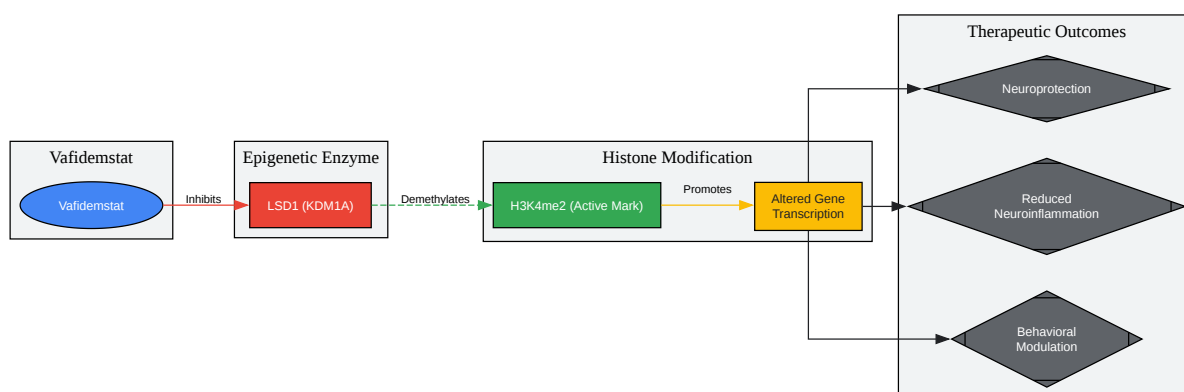 Therapeutic Outcomes
Neuroprotection
Vafidemstat
Epigenetic Enzyme
Histone Modification
Vafidemstat
Inhibits
LSD1 (KDM1A)
Demethylates
H3K4me2 (Active Mark)
Promotes
Altered Gene
Transcription
Reduced
Neuroinflammation
Behavioral
Modulation